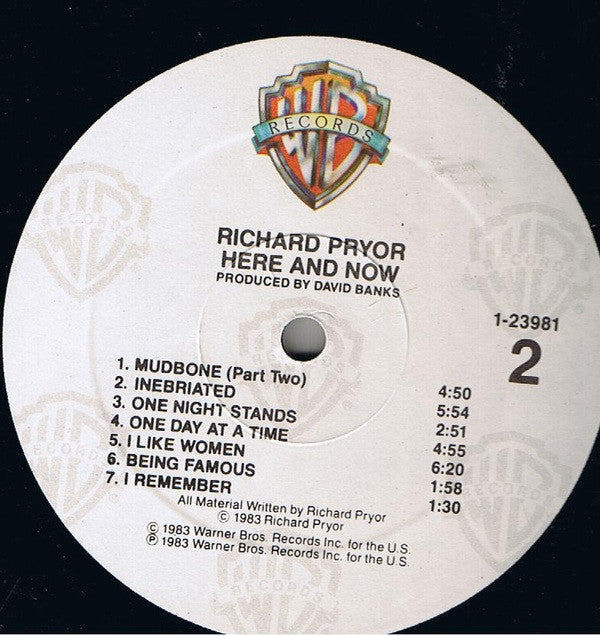 WB
RECORDS
RICHARD PRYOR
HERE AND NOW
PRODUCED BY DAVID BANKS
1-23981
2
1. MUDBONE (Part Two) 4:50
2. INEBRIATED 5:54
3. ONE NIGHT STANDS 2:51
4. ONE DAY AT A TIME 4:55
5. I LIKE WOMEN 6:20
6. BEING FAMOUS 1:58
7. I REMEMBER 1:30
All Material Written by Richard Pryor
© 1983 Richard Pryor
© 1983 Warner Bros. Records Inc. for the U.S.
℗ 1983 Warner Bros. Records Inc. for the U.S.